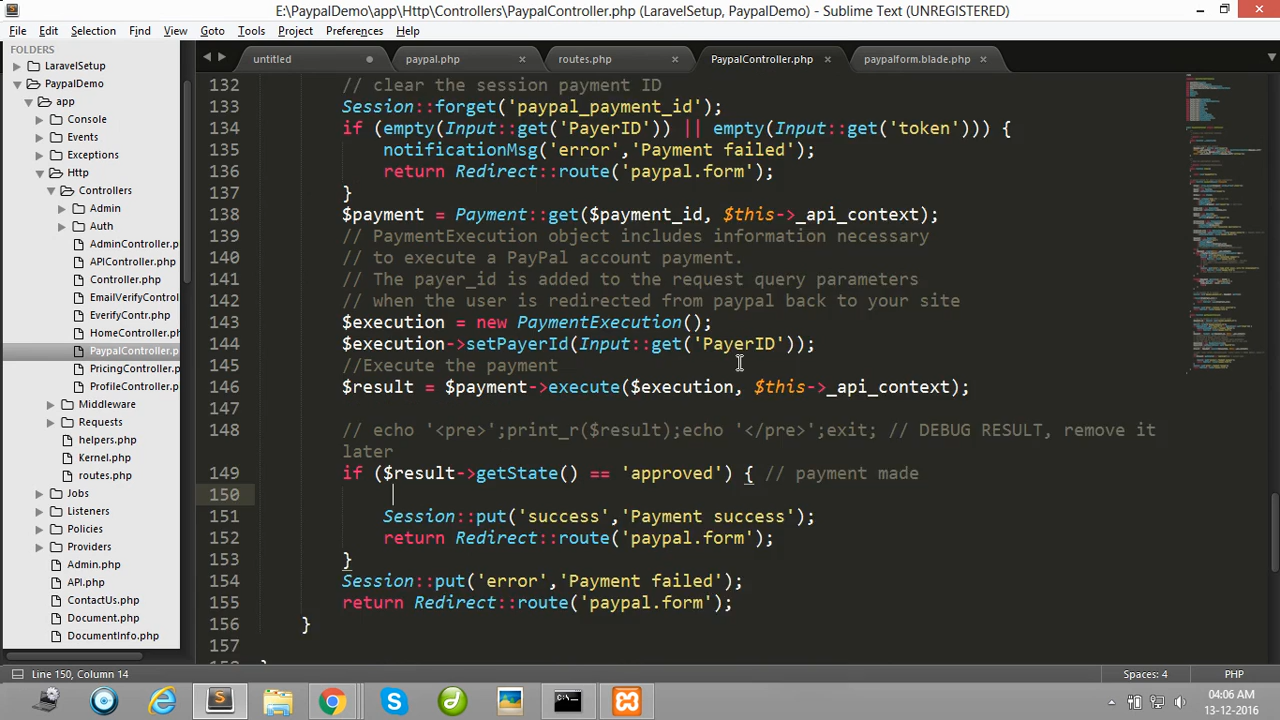 E:\PaypalDemo\app\Http\Controllers\PaypalController.php (LaravelSetup, PaypalDemo) - Sublime Text (UNREGISTERED)
File Edit Selection Find View Goto Tools Project Preferences Help
FOLDERS
LaravelSetup
PaypalDemo
app
Console
Events
Exceptions
Http
Controllers
Admin
Auth
AdminController.p
APIController.php
Controller.php
EmailVerifyControl
EverifyContr.php
HomeController.ph
PaypalController.p
PricingController.p
ProfileController.p
Middleware
Requests
helpers.php
Kernel.php
routes.php
Jobs
Listeners
Policies
Providers
Admin.php
API.php
ContactUs.php
Document.php
DocumentInfo.php
untitled paypal.php routes.php PaypalController.php paypalform.blade.php
132 // clear the session payment ID
133 Session::forget('paypal_payment_id');
134 if (empty(Input::get('PayerID')) || empty(Input::get('token'))) {
135 notificationMsg('error','Payment failed');
136 return Redirect::route('paypal.form');
137 }
138 $payment = Payment::get($payment_id, $this->_api_context);
139 // PaymentExecution object includes information necessary
140 // to execute a PayPal account payment.
141 // The payer_id is added to the request query parameters
142 // when the user is redirected from paypal back to your site
143 $execution = new PaymentExecution();
144 $execution->setPayerId(Input::get('PayerID'));
145 //Execute the payment
146 $result = $payment->execute($execution, $this->_api_context);
147
148 // echo '<pre>';print_r($result);echo '</pre>';exit; // DEBUG RESULT, remove it
later
149 if ($result->getState() == 'approved') { // payment made
150
151 Session::put('success','Payment success');
152 return Redirect::route('paypal.form');
153 }
154 Session::put('error','Payment failed');
155 return Redirect::route('paypal.form');
156 }
157
Line 150, Column 14 Spaces: 4 PHP
04:06 AM
13-12-2016